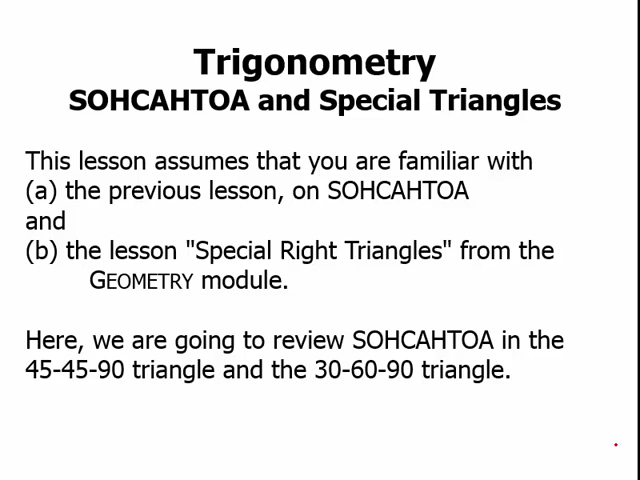 Trigonometry
SOHCAHTOA and Special Triangles
This lesson assumes that you are familiar with
(a) the previous lesson, on SOHCAHTOA
and
(b) the lesson "Special Right Triangles" from the
GEOMETRY module.
Here, we are going to review SOHCAHTOA in the
45-45-90 triangle and the 30-60-90 triangle.